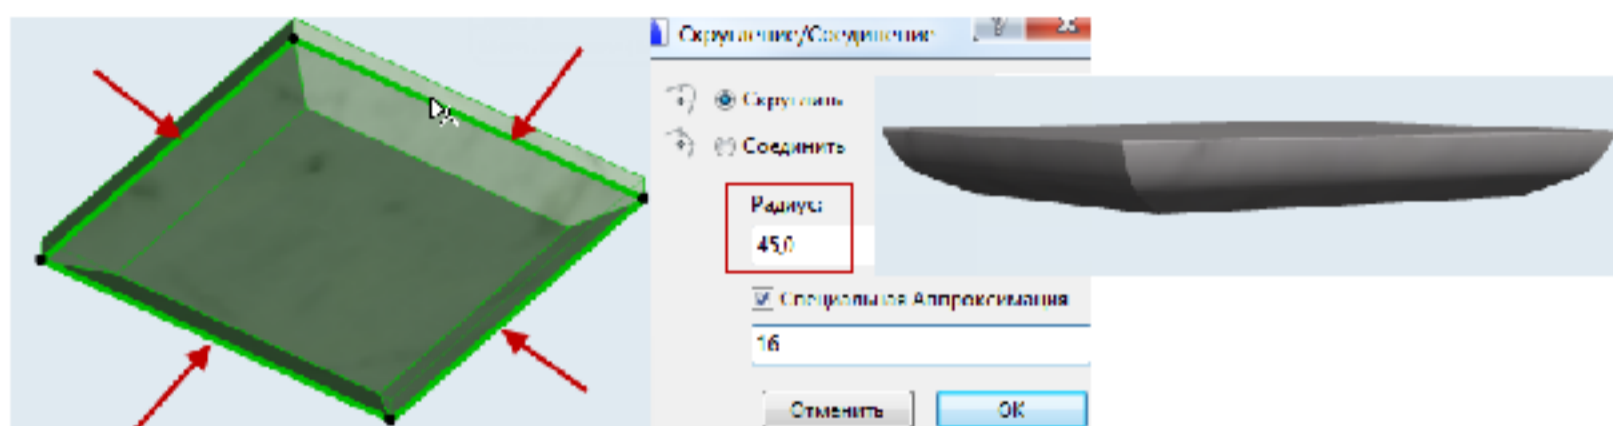 Скругление/Соединение
Скруглить
Соединить
Радиус:
45,0
Специальная Аппроксимация
16
Отменить
ОК